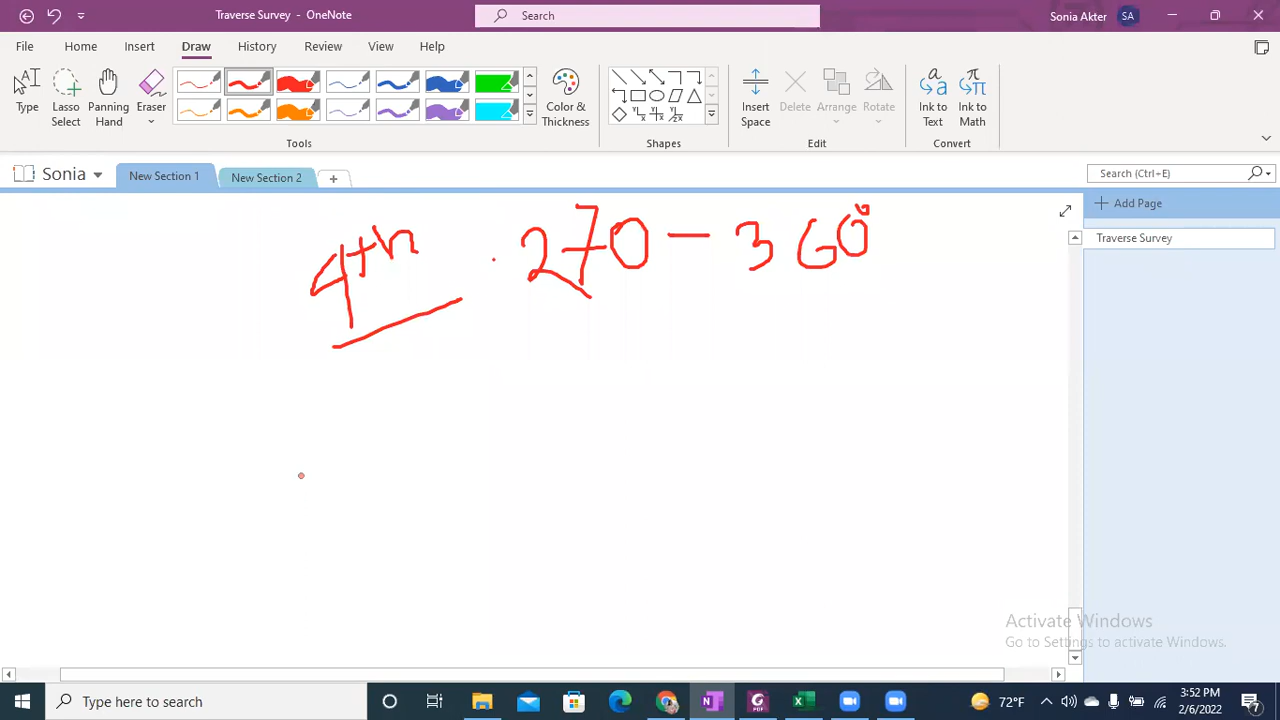 Traverse Survey - OneNote
Search
Sonia Akter
SA
File
Home
Insert
Draw
History
Review
View
Help
Type
Lasso
Select
Panning
Hand
Eraser
Color &
Thickness
Insert
Space
Delete
Arrange
Rotate
Ink to
Text
Ink to
Math
Tools
Shapes
Edit
Convert
Sonia
New Section 1
New Section 2
Search (Ctrl+E)
Add Page
Traverse Survey
4th . 270 - 360°
Activate Windows
Go to Settings to activate Windows.
Type here to search
72°F
3:52 PM
2/6/2022
7